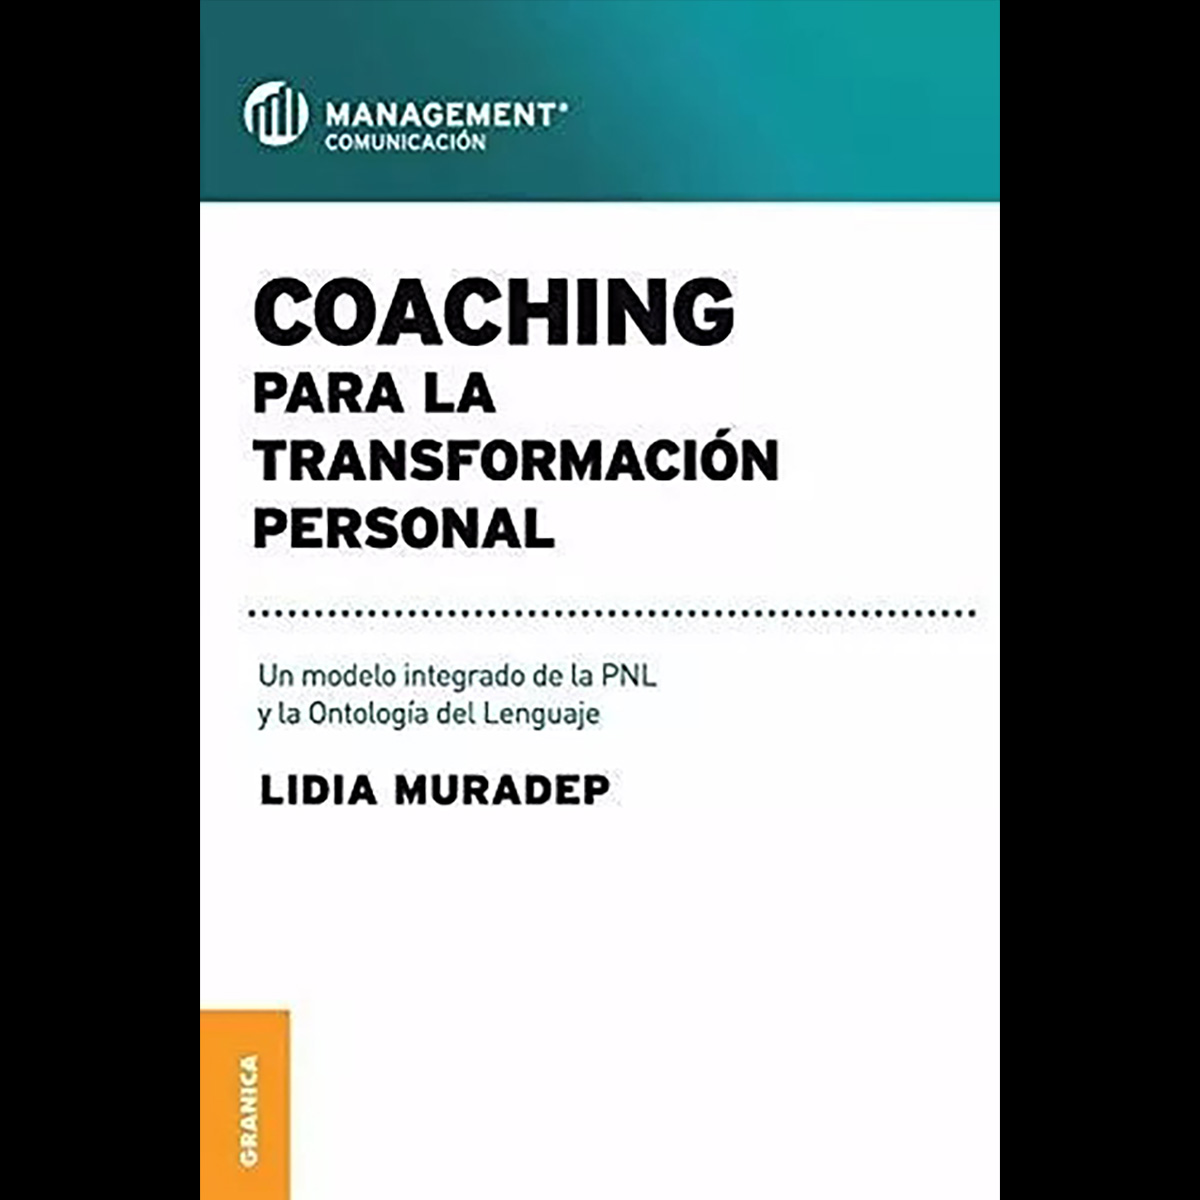 MANAGEMENT®
COMUNICACIÓN
COACHING
PARA LA
TRANSFORMACIÓN
PERSONAL
Un modelo integrado de la PNL
y la Ontología del Lenguaje
LIDIA MURADEP
GRANICA